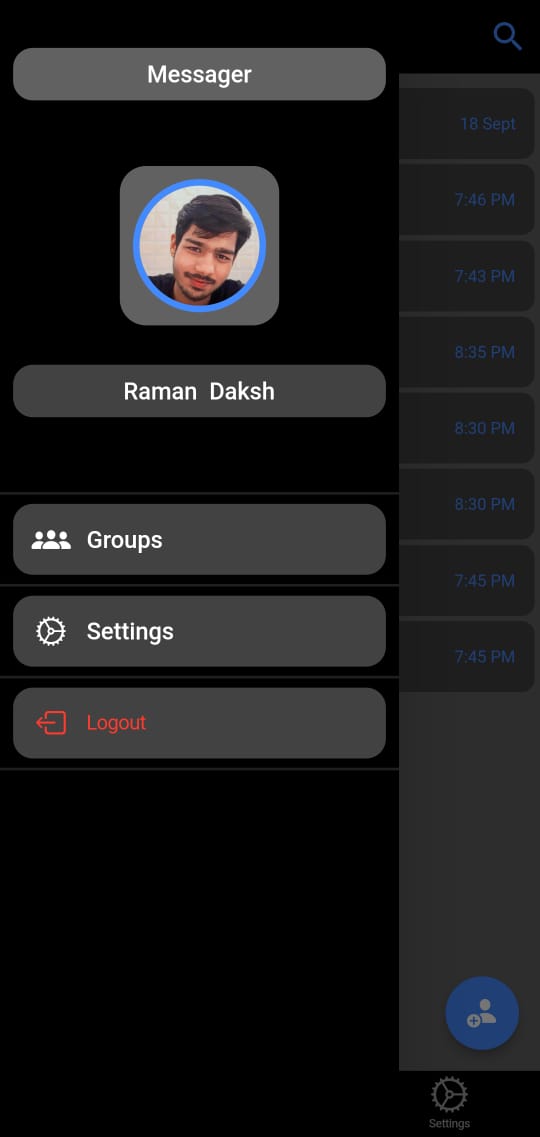 Messager
18 Sept
7:46 PM
7:43 PM
Raman Daksh
8:35 PM
8:30 PM
8:30 PM
Groups
7:45 PM
Settings
7:45 PM
Logout
Settings